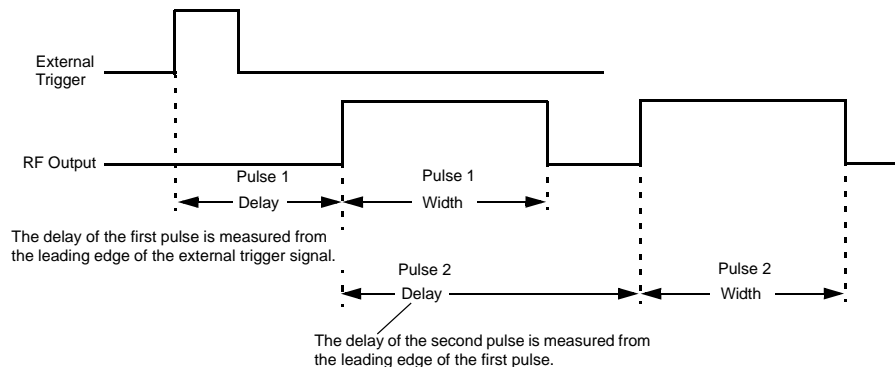 External
Trigger
RF Output
Pulse 1
Delay
Pulse 1
Width
The delay of the first pulse is measured from
the leading edge of the external trigger signal.
Pulse 2
Delay
Pulse 2
Width
The delay of the second pulse is measured from
the leading edge of the first pulse.